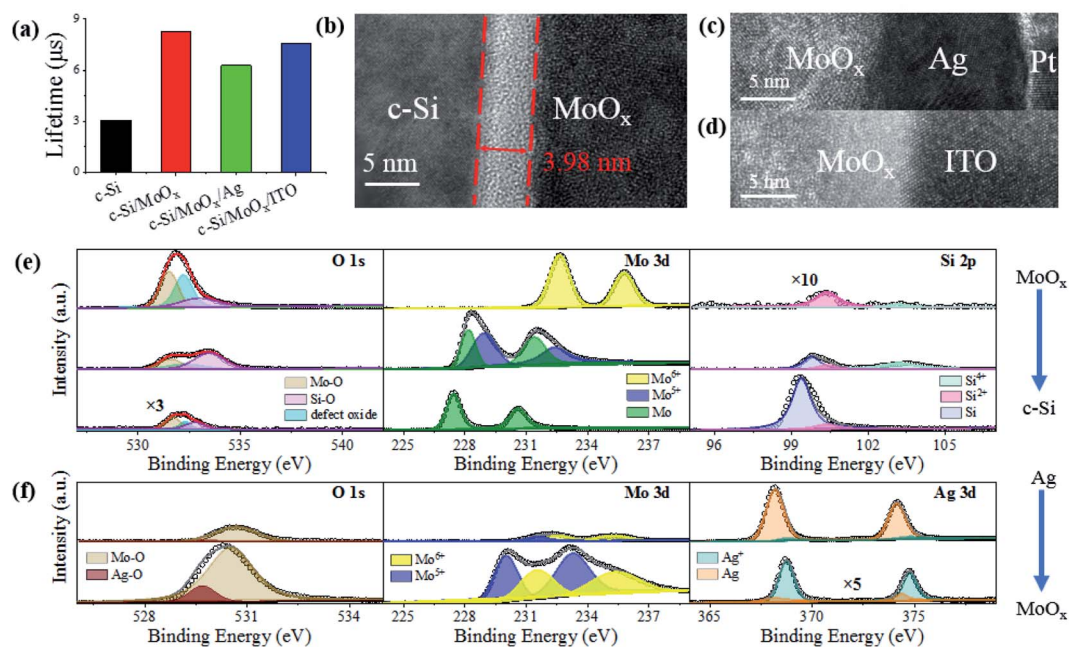 (a)
Lifetime (μs)
9
6
3
0
c-Si
c-Si/MoOx
c-Si/MoOx/Ag
c-Si/MoOx/ITO
(b)
c-Si
MoOx
5 nm
3.98 nm
(c)
MoOx
Ag
Pt
5 nm
(d)
MoOx
ITO
5 nm
(e)
Intensity (a.u.)
O 1s
×3
Mo-O
Si-O
defect oxide
530 535 540
Binding Energy (eV)
Mo 3d
Mo6+
Mo5+
Mo
225 228 231 234 237
Binding Energy (eV)
Si 2p
×10
Si4+
Si2+
Si
96 99 102 105
Binding Energy (eV)
MoOx
c-Si
(f)
Intensity (a.u.)
O 1s
Mo-O
Ag-O
528 531 534
Binding Energy (eV)
Mo 3d
Mo6+
Mo5+
225 228 231 234 237
Binding Energy (eV)
Ag 3d
Ag+
Ag
×5
365 370 375
Binding Energy (eV)
Ag
MoOx